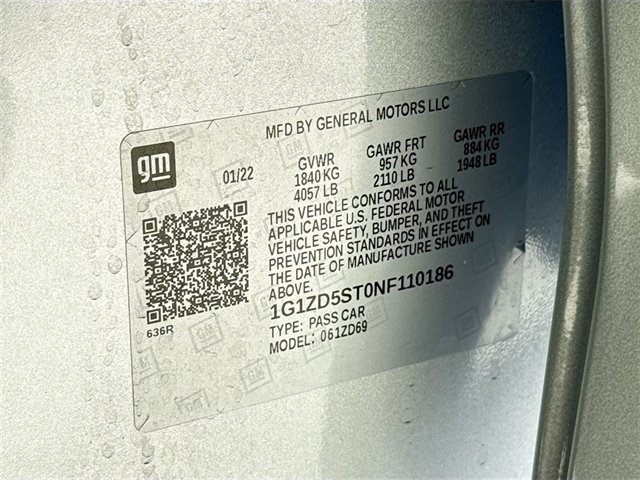 MFD BY GENERAL MOTORS LLC
gm
01/22
GVWR GAWR FRT GAWR RR
1840 KG 957 KG 884 KG
4057 LB 2110 LB 1948 LB
THIS VEHICLE CONFORMS TO ALL
APPLICABLE U.S. FEDERAL MOTOR
VEHICLE SAFETY, BUMPER, AND THEFT
PREVENTION STANDARDS IN EFFECT ON
THE DATE OF MANUFACTURE SHOWN
ABOVE.
1G1ZD5ST0NF110186
636R
TYPE: PASS CAR
MODEL: 061ZD69